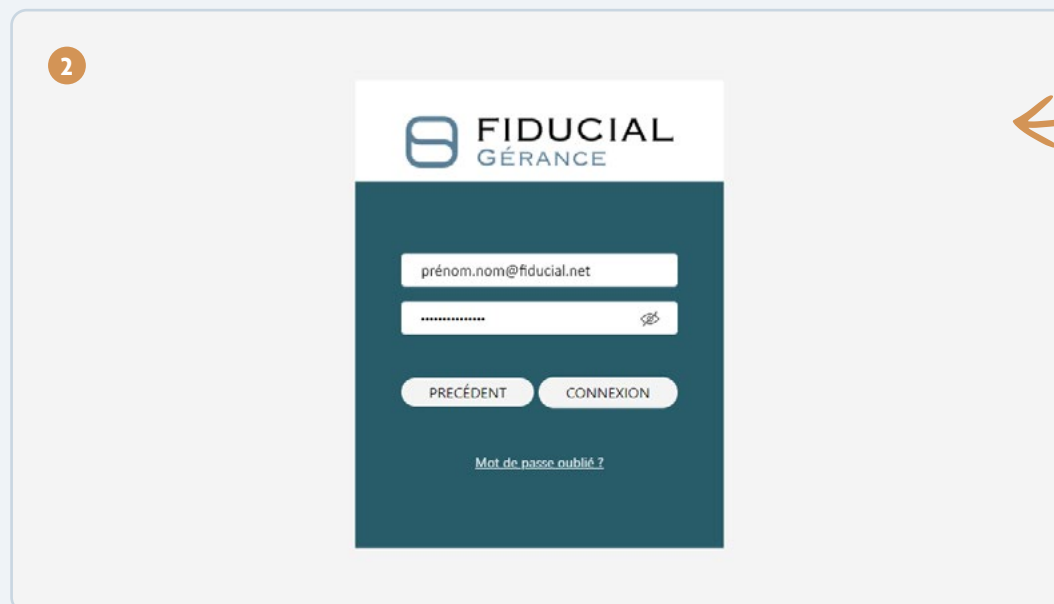 2
FIDUCIAL
GÉRANCE
prénom.nom@fiducial.net
•••••••••••••••
PRECÉDENT
CONNEXION
Mot de passe oublié ?